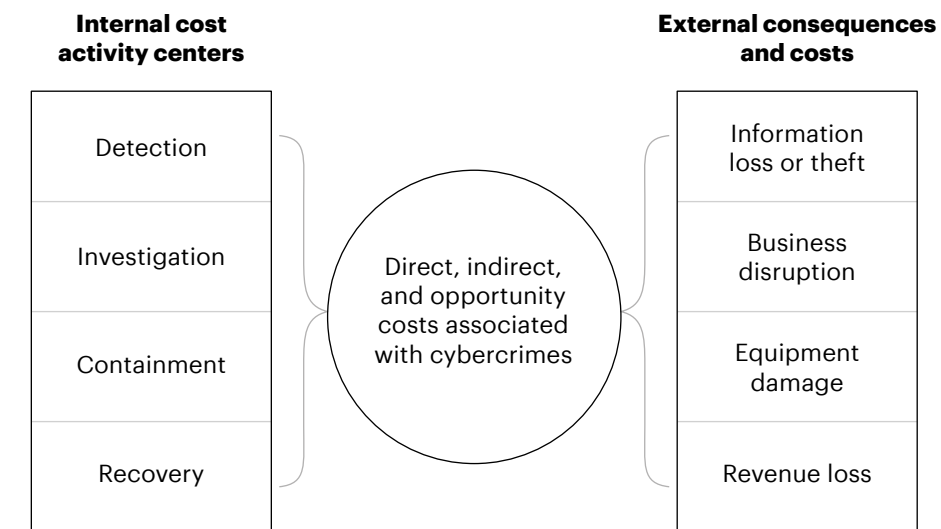 Internal cost
activity centers
Detection
Investigation
Containment
Recovery
Direct, indirect,
and opportunity
costs associated
with cybercrimes
External consequences
and costs
Information
loss or theft
Business
disruption
Equipment
damage
Revenue loss